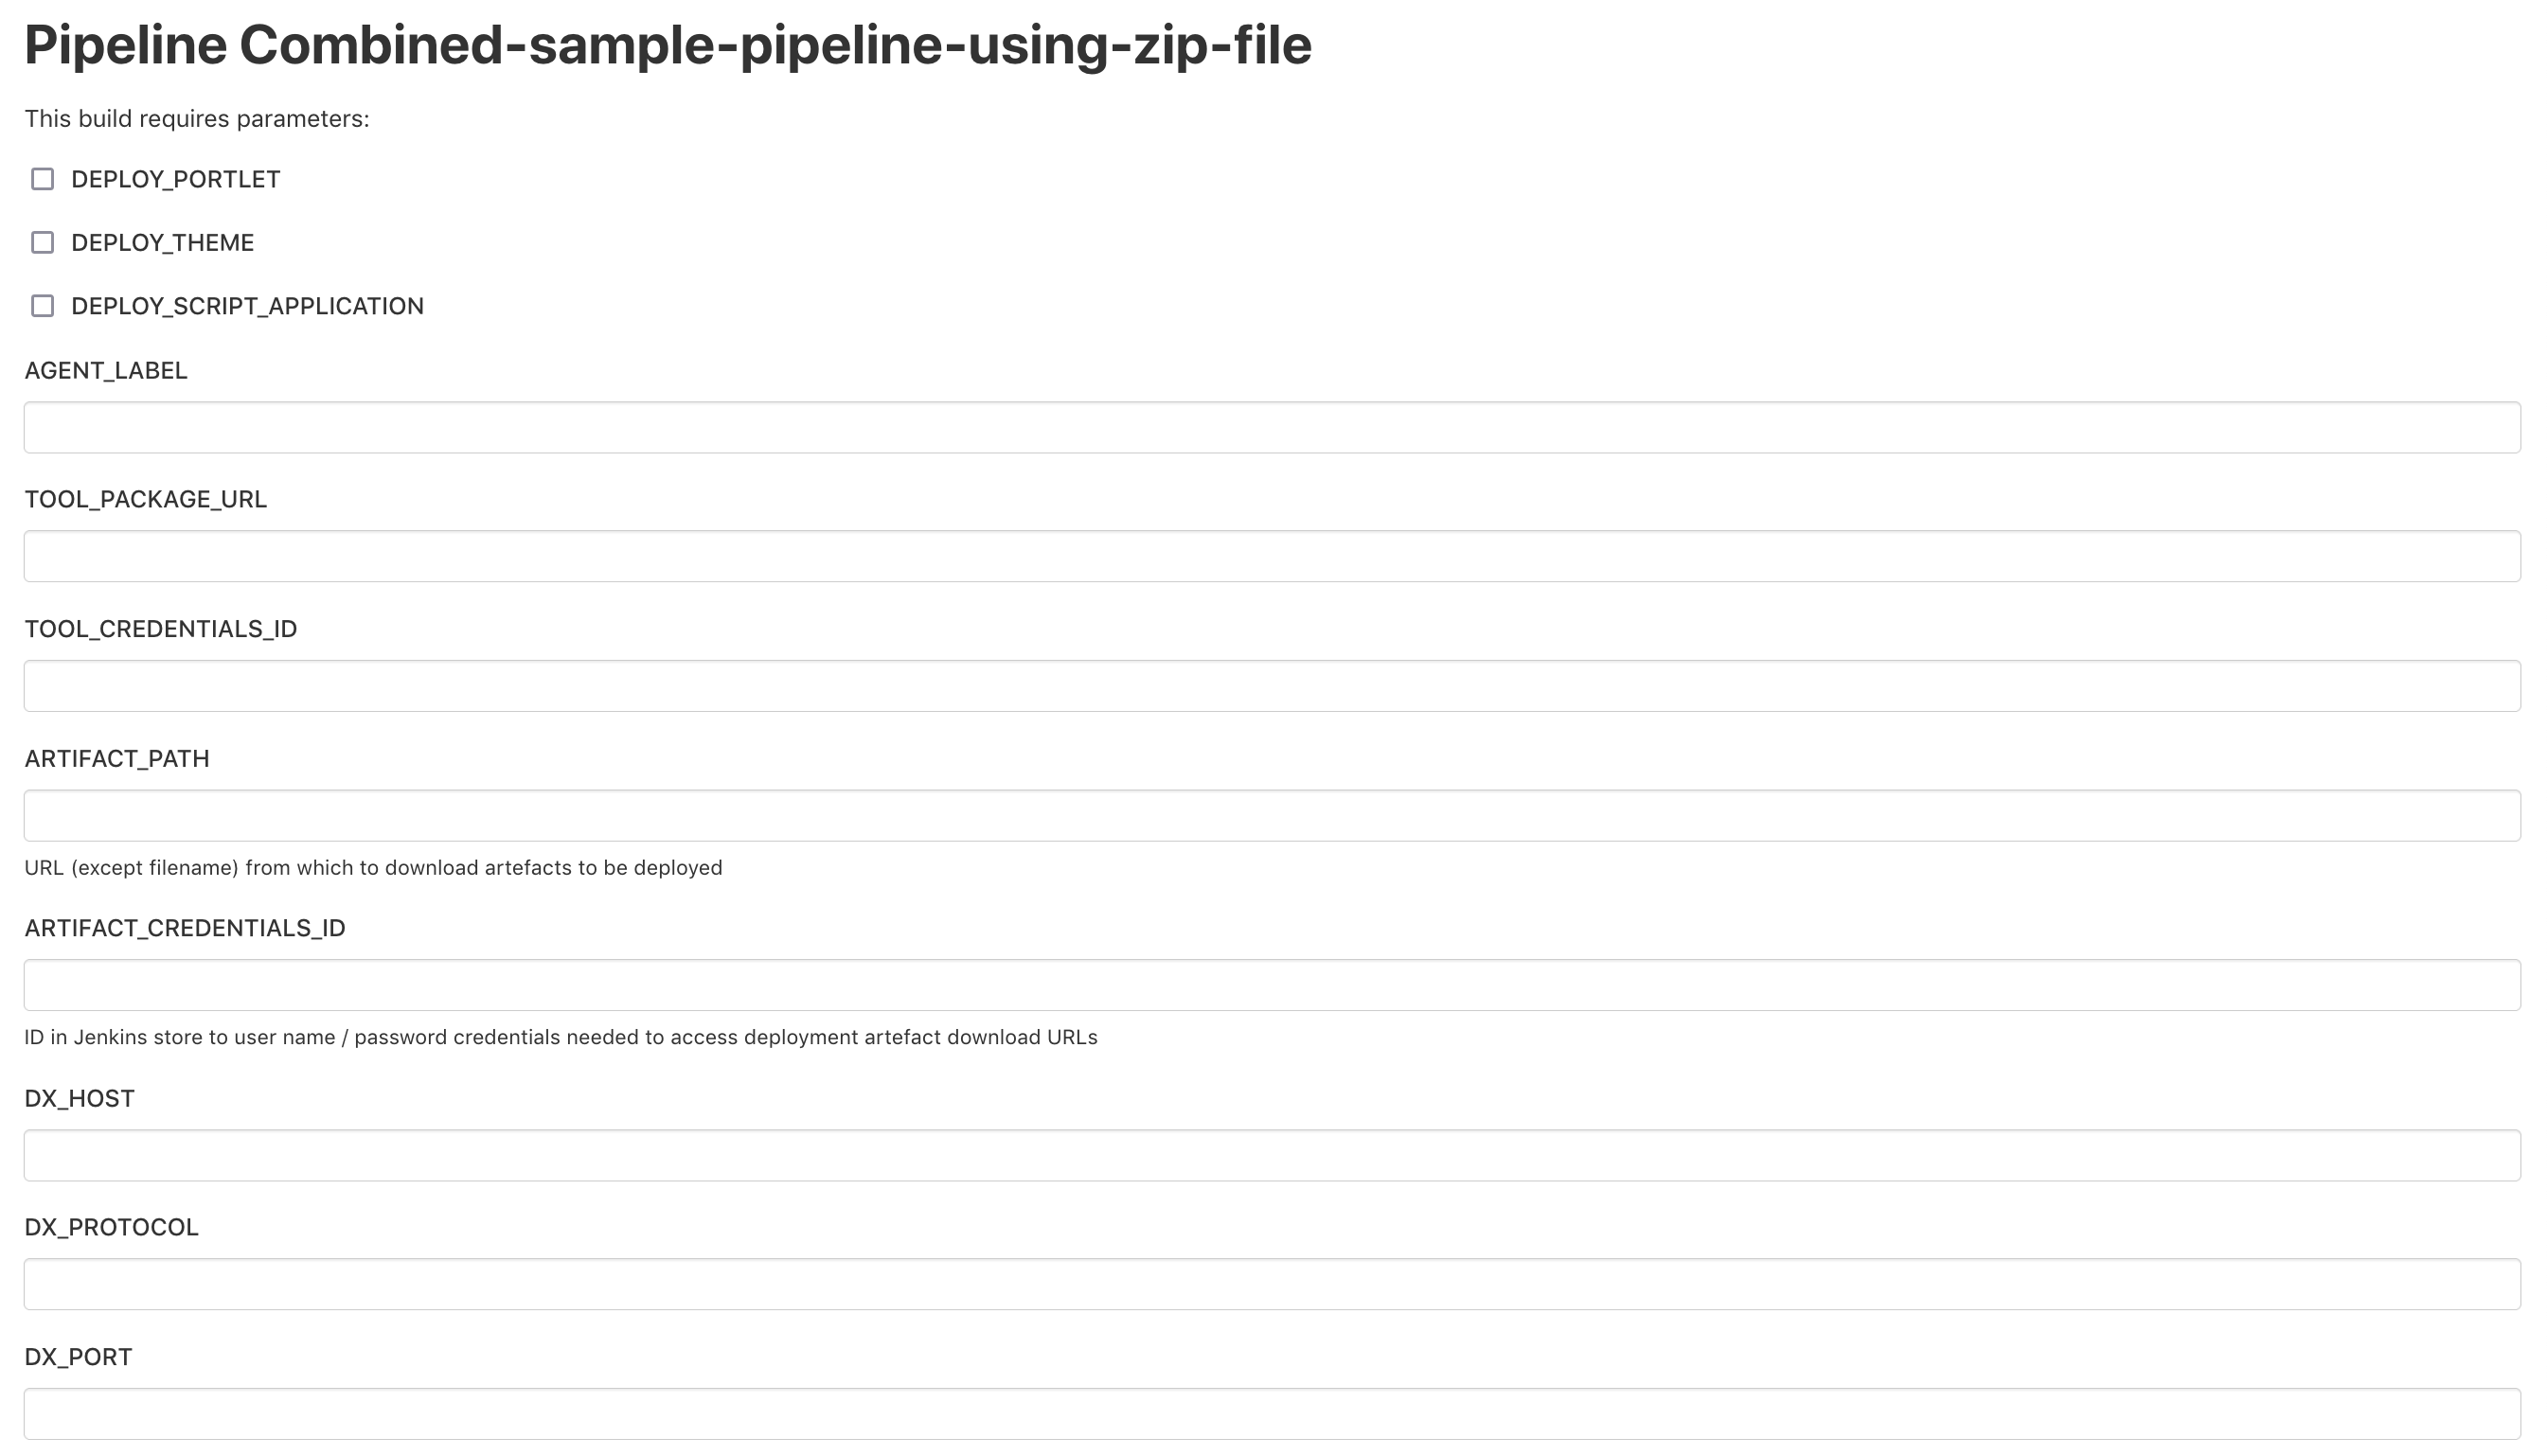 Pipeline Combined-sample-pipeline-using-zip-file
This build requires parameters:
DEPLOY_PORTLET
DEPLOY_THEME
DEPLOY_SCRIPT_APPLICATION
AGENT_LABEL
TOOL_PACKAGE_URL
TOOL_CREDENTIALS_ID
ARTIFACT_PATH
URL (except filename) from which to download artefacts to be deployed
ARTIFACT_CREDENTIALS_ID
ID in Jenkins store to user name / password credentials needed to access deployment artefact download URLs
DX_HOST
DX_PROTOCOL
DX_PORT